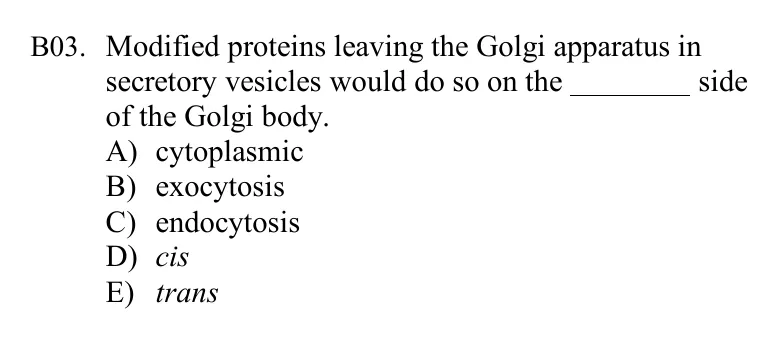 B03. Modified proteins leaving the Golgi apparatus in
secretory vesicles would do so on the ________ side
of the Golgi body.
A) cytoplasmic
B) exocytosis
C) endocytosis
D) cis
E) trans